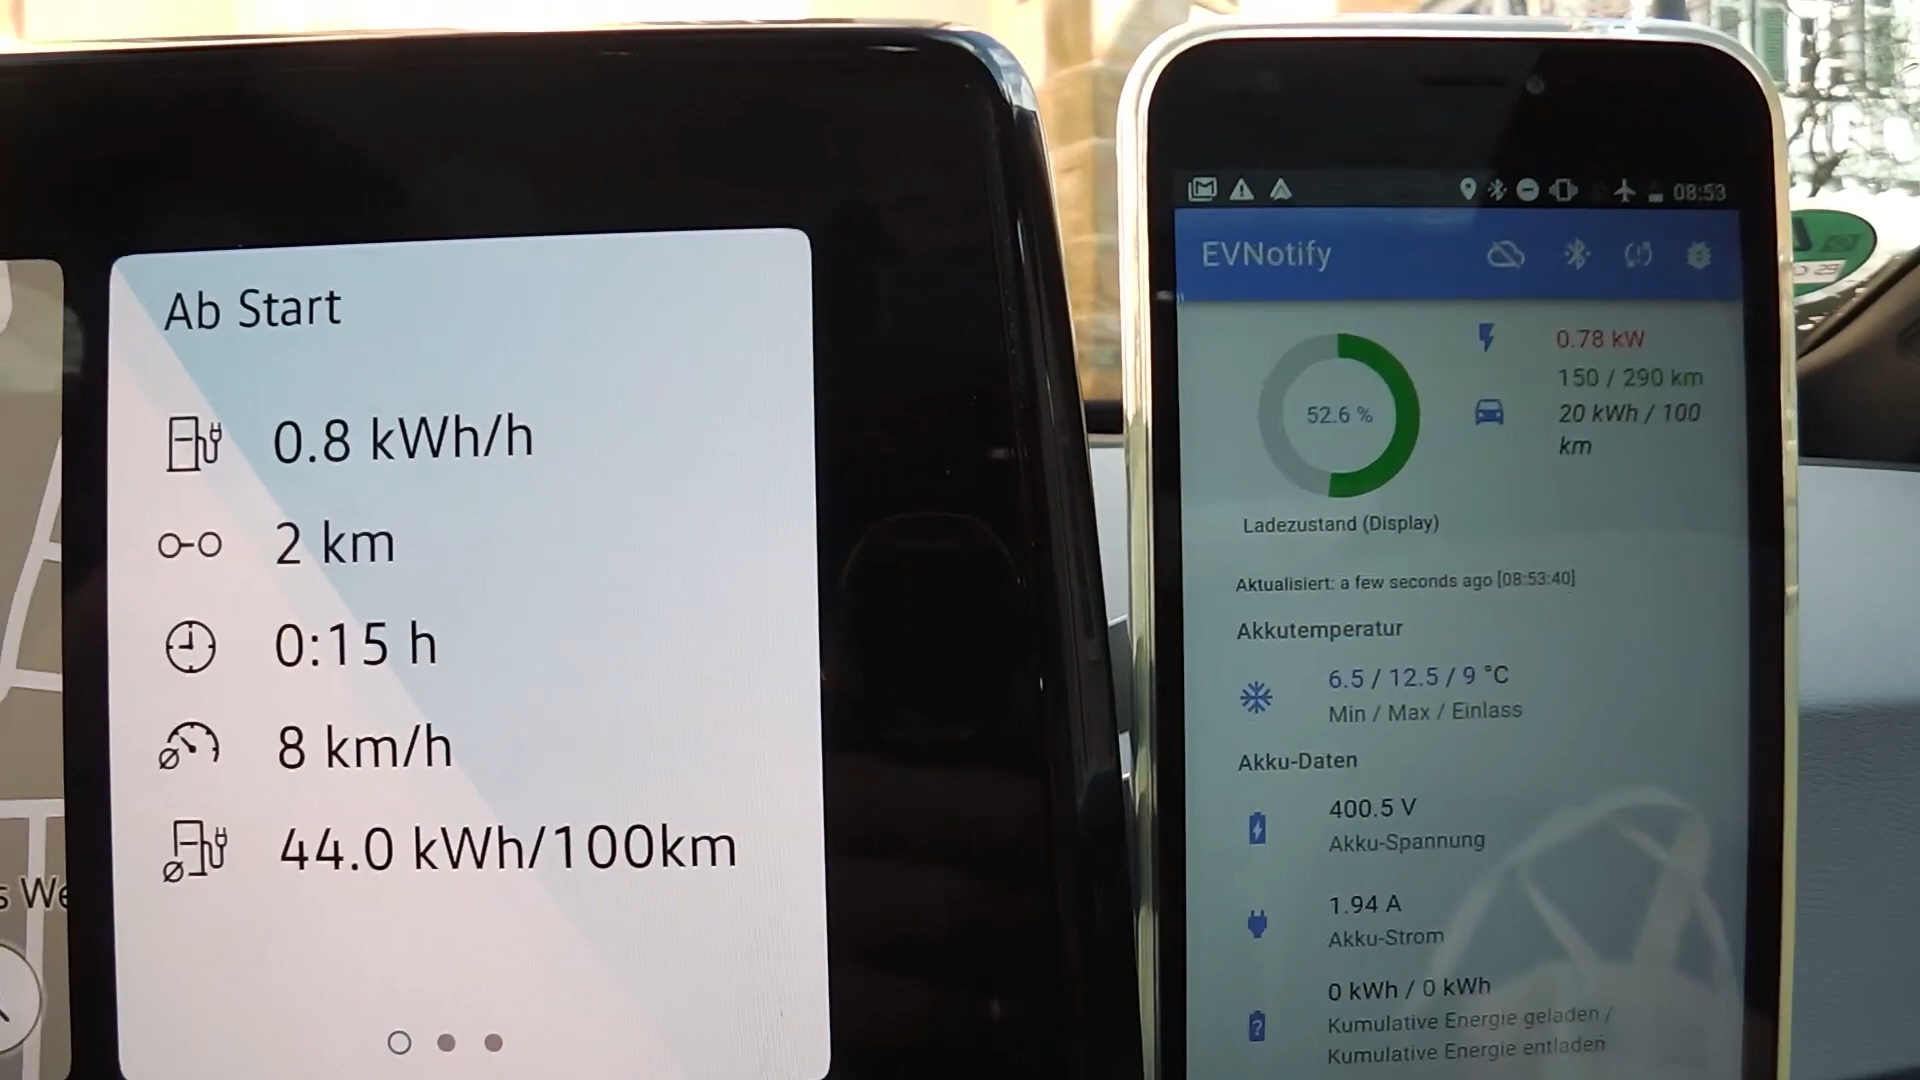 Ab Start
0.8 kWh/h
2 km
0:15 h
8 km/h
44.0 kWh/100km
s We
08:53
EVNotify
52.6 %
0.78 kW
150 / 290 km
20 kWh / 100
km
Ladezustand (Display)
Aktualisiert: a few seconds ago [08:53:40]
Akkutemperatur
6.5 / 12.5 / 9 °C
Min / Max / Einlass
Akku-Daten
400.5 V
Akku-Spannung
1.94 A
Akku-Strom
0 kWh / 0 kWh
Kumulative Energie geladen /
Kumulative Energie entladen